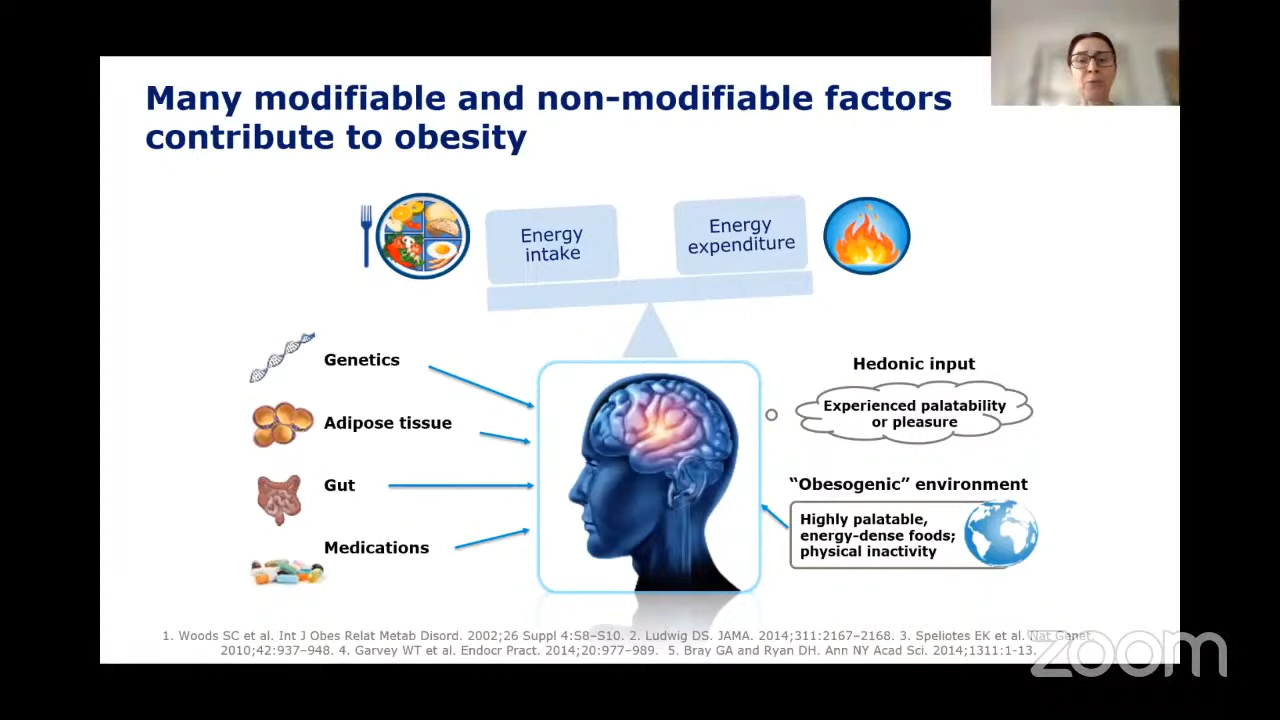 Many modifiable and non-modifiable factors
contribute to obesity
Energy
intake
Energy
expenditure
Genetics
Adipose tissue
Gut
Medications
Hedonic input
Experienced palatability
or pleasure
“Obesogenic” environment
Highly palatable,
energy-dense foods;
physical inactivity
1. Woods SC et al. Int J Obes Relat Metab Disord. 2002;26 Suppl 4:S8–S10. 2. Ludwig DS. JAMA. 2014;311:2167–2168. 3. Speliotes EK et al. Nat Genet.
2010;42:937–948. 4. Garvey WT et al. Endocr Pract. 2014;20:977–989. 5. Bray GA and Ryan DH. Ann NY Acad Sci. 2014;1311:1-13.
zoom